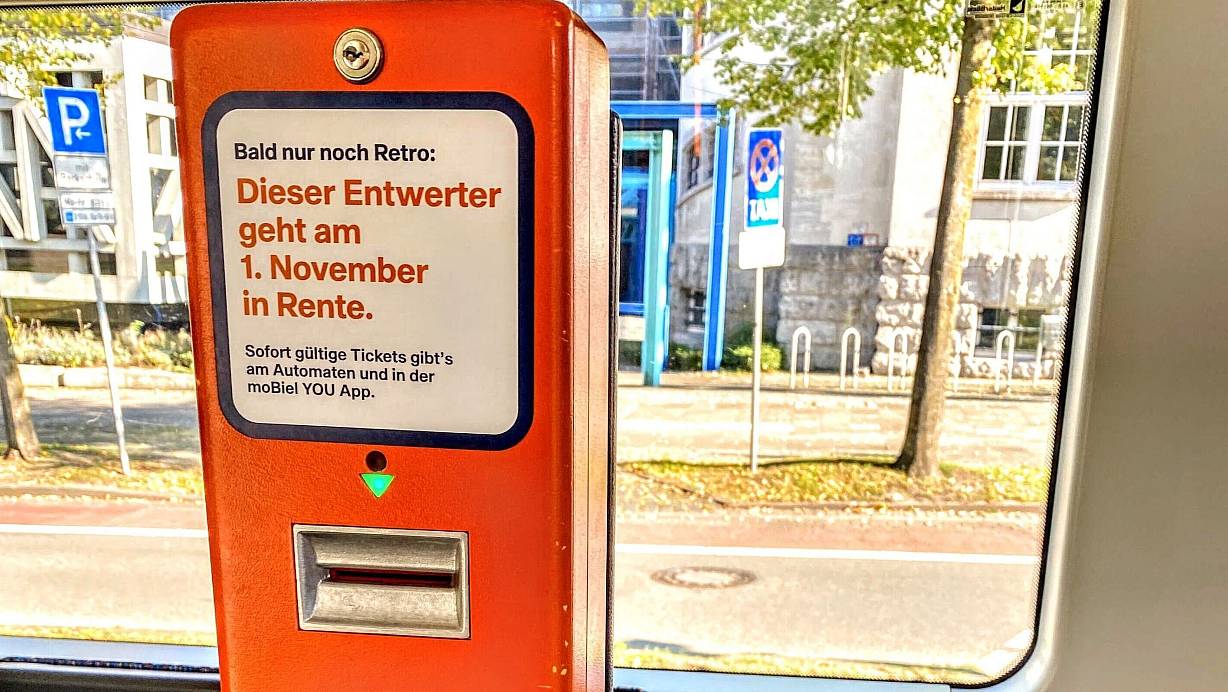 Bald nur noch Retro:
Dieser Entwerter
geht am
1. November
in Rente.
Sofort gültige Tickets gibt's
am Automaten und in der
moBiel YOU App.
P
TAXI